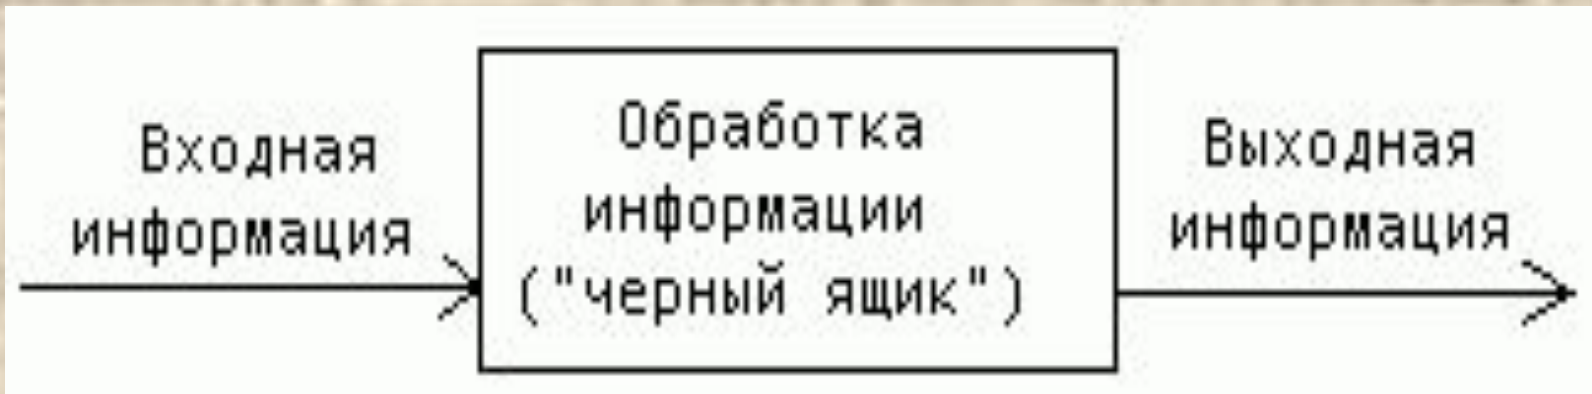 Входная
информация
Обработка
информации
("черный ящик")
Выходная
информация